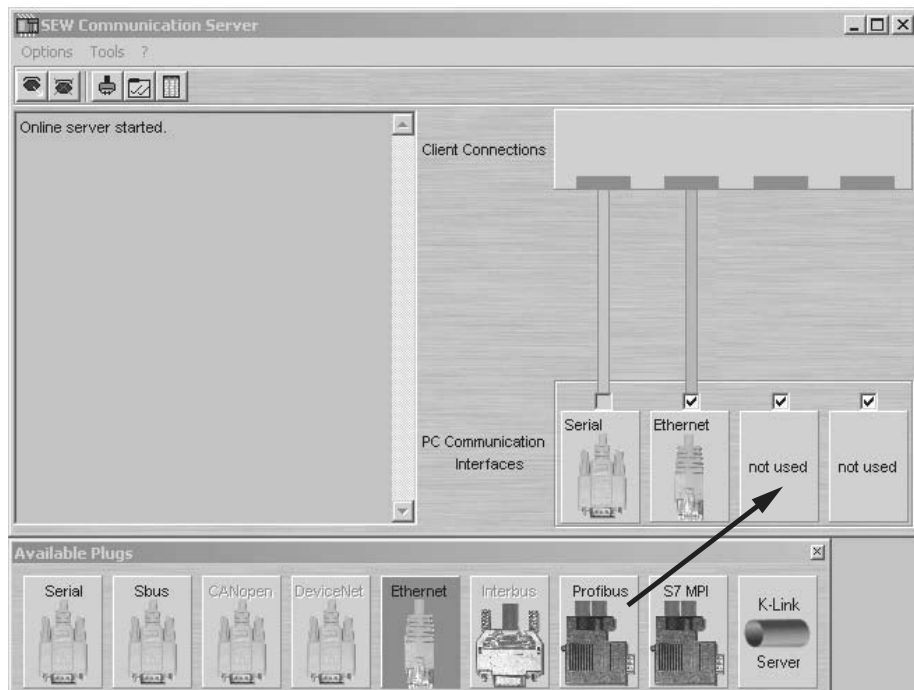 SEW Communication Server
Options Tools ?
Online server started.
Client Connections
PC Communication
Interfaces
Serial
Ethernet
not used
not used
Available Plugs
Serial
Sbus
CANopen
DeviceNet
Ethernet
Interbus
Profibus
S7 MPI
K-Link
Server